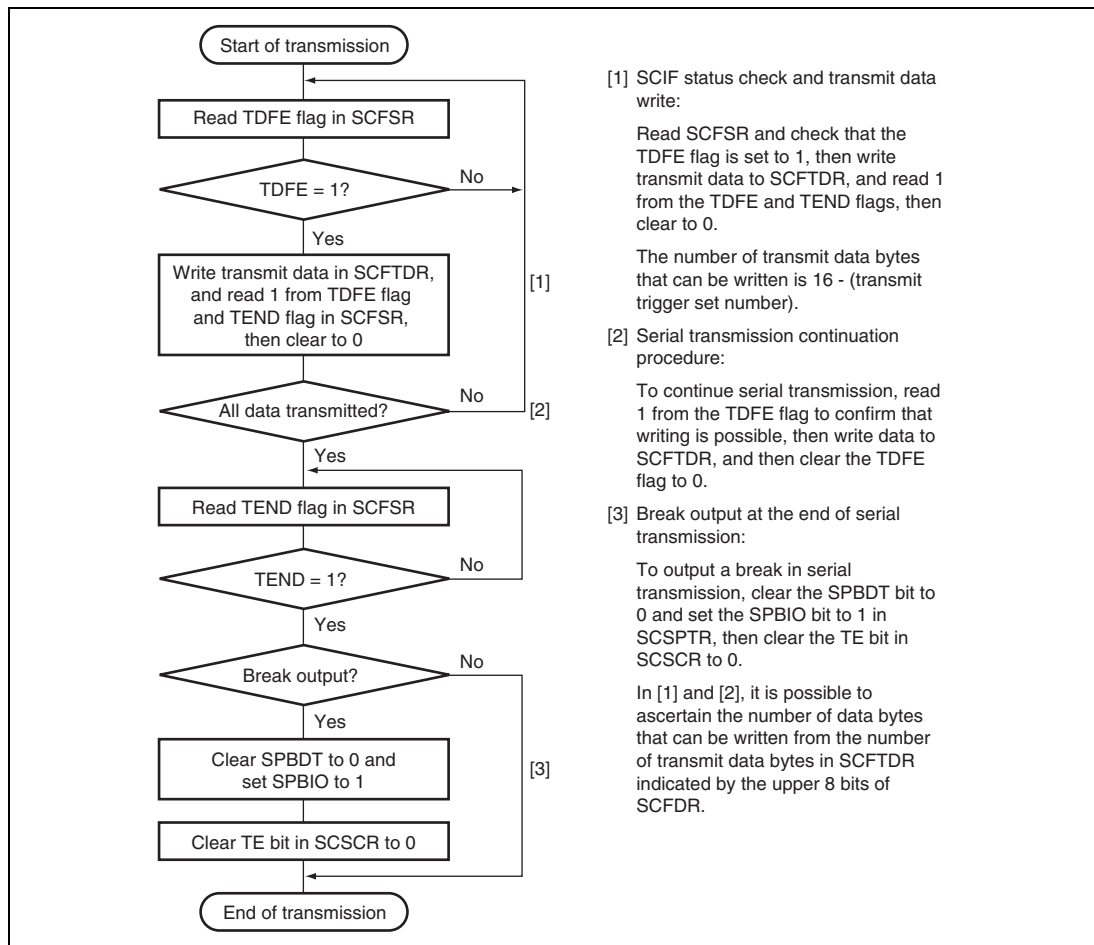 Start of transmission
Read TDFE flag in SCFSR
TDFE = 1?
No
Yes
Write transmit data in SCFTDR,
and read 1 from TDFE flag
and TEND flag in SCFSR,
then clear to 0
[1]
All data transmitted?
No
[2]
Yes
Read TEND flag in SCFSR
TEND = 1?
No
Yes
Break output?
No
Yes
Clear SPBDT to 0 and
set SPBIO to 1
[3]
Clear TE bit in SCSCR to 0
End of transmission
[1] SCIF status check and transmit data
write:
Read SCFSR and check that the
TDFE flag is set to 1, then write
transmit data to SCFTDR, and read 1
from the TDFE and TEND flags, then
clear to 0.
The number of transmit data bytes
that can be written is 16 - (transmit
trigger set number).
[2] Serial transmission continuation
procedure:
To continue serial transmission, read
1 from the TDFE flag to confirm that
writing is possible, then write data to
SCFTDR, and then clear the TDFE
flag to 0.
[3] Break output at the end of serial
transmission:
To output a break in serial
transmission, clear the SPBDT bit to
0 and set the SPBIO bit to 1 in
SCSPTR, then clear the TE bit in
SCSCR to 0.
In [1] and [2], it is possible to
ascertain the number of data bytes
that can be written from the number
of transmit data bytes in SCFTDR
indicated by the upper 8 bits of
SCFDR.